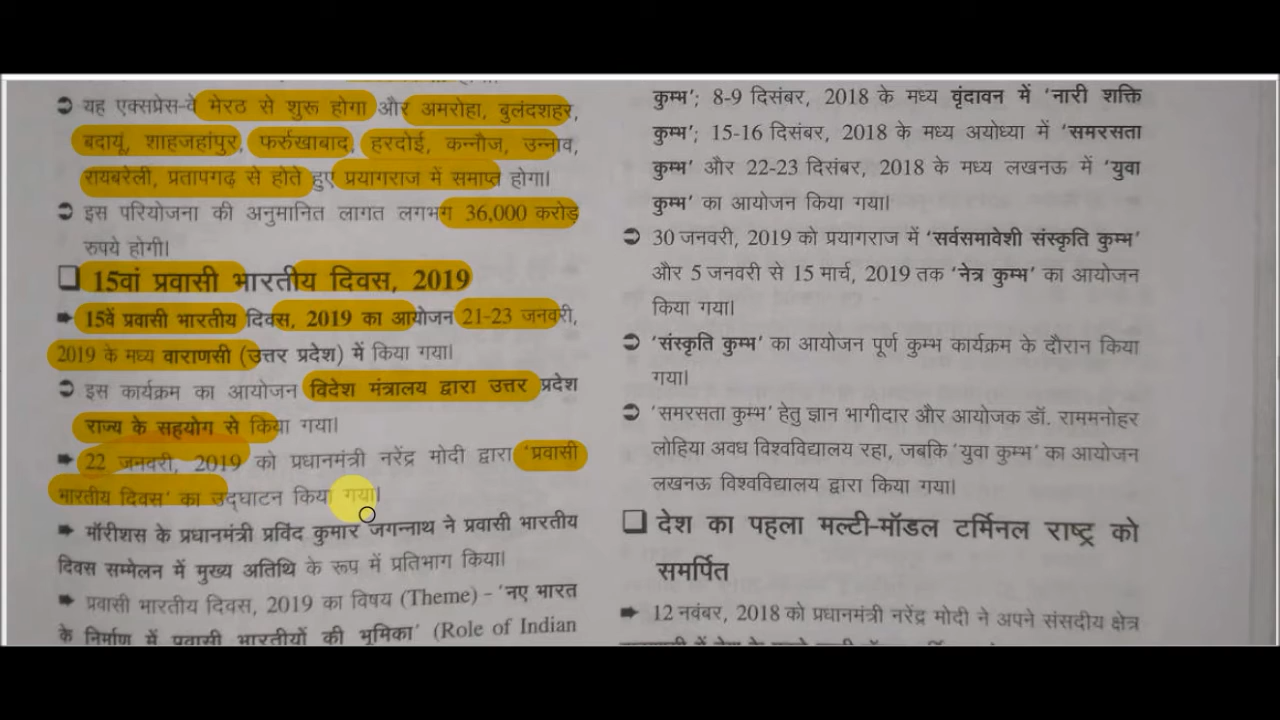 यह एक्सप्रेस-वे मेरठ से शुरू होगा और अमरोहा, बुलंदशहर,
बदायूं, शाहजहांपुर, फर्रुखाबाद, हरदोई, कन्नौज, उन्नाव,
रायबरेली, प्रतापगढ़ से होते हुए प्रयागराज में समाप्त होगा।
इस परियोजना की अनुमानित लागत लगभग 36,000 करोड़
रुपये होगी।
15वां प्रवासी भारतीय दिवस, 2019
15वें प्रवासी भारतीय दिवस, 2019 का आयोजन 21-23 जनवरी,
2019 के मध्य वाराणसी (उत्तर प्रदेश) में किया गया।
इस कार्यक्रम का आयोजन विदेश मंत्रालय द्वारा उत्तर प्रदेश
राज्य के सहयोग से किया गया।
22 जनवरी, 2019 को प्रधानमंत्री नरेंद्र मोदी द्वारा 'प्रवासी
भारतीय दिवस' का उद्घाटन किया गया।
मॉरीशस के प्रधानमंत्री प्रविंद कुमार जगन्नाथ ने प्रवासी भारतीय
दिवस सम्मेलन में मुख्य अतिथि के रूप में प्रतिभाग किया।
प्रवासी भारतीय दिवस, 2019 का विषय (Theme) - 'नए भारत
के निर्माण में प्रवासी भारतीयों की भूमिका' (Role of Indian
कुम्भ'; 8-9 दिसंबर, 2018 के मध्य वृंदावन में 'नारी शक्ति
कुम्भ'; 15-16 दिसंबर, 2018 के मध्य अयोध्या में 'समरसता
कुम्भ' और 22-23 दिसंबर, 2018 के मध्य लखनऊ में 'युवा
कुम्भ' का आयोजन किया गया।
30 जनवरी, 2019 को प्रयागराज में 'सर्वसमावेशी संस्कृति कुम्भ'
और 5 जनवरी से 15 मार्च, 2019 तक 'नेत्र कुम्भ' का आयोजन
किया गया।
'संस्कृति कुम्भ' का आयोजन पूर्ण कुम्भ कार्यक्रम के दौरान किया
गया।
'समरसता कुम्भ' हेतु ज्ञान भागीदार और आयोजक डॉ. राममनोहर
लोहिया अवध विश्वविद्यालय रहा, जबकि 'युवा कुम्भ' का आयोजन
लखनऊ विश्वविद्यालय द्वारा किया गया।
देश का पहला मल्टी-मॉडल टर्मिनल राष्ट्र को
समर्पित
12 नवंबर, 2018 को प्रधानमंत्री नरेंद्र मोदी ने अपने संसदीय क्षेत्र